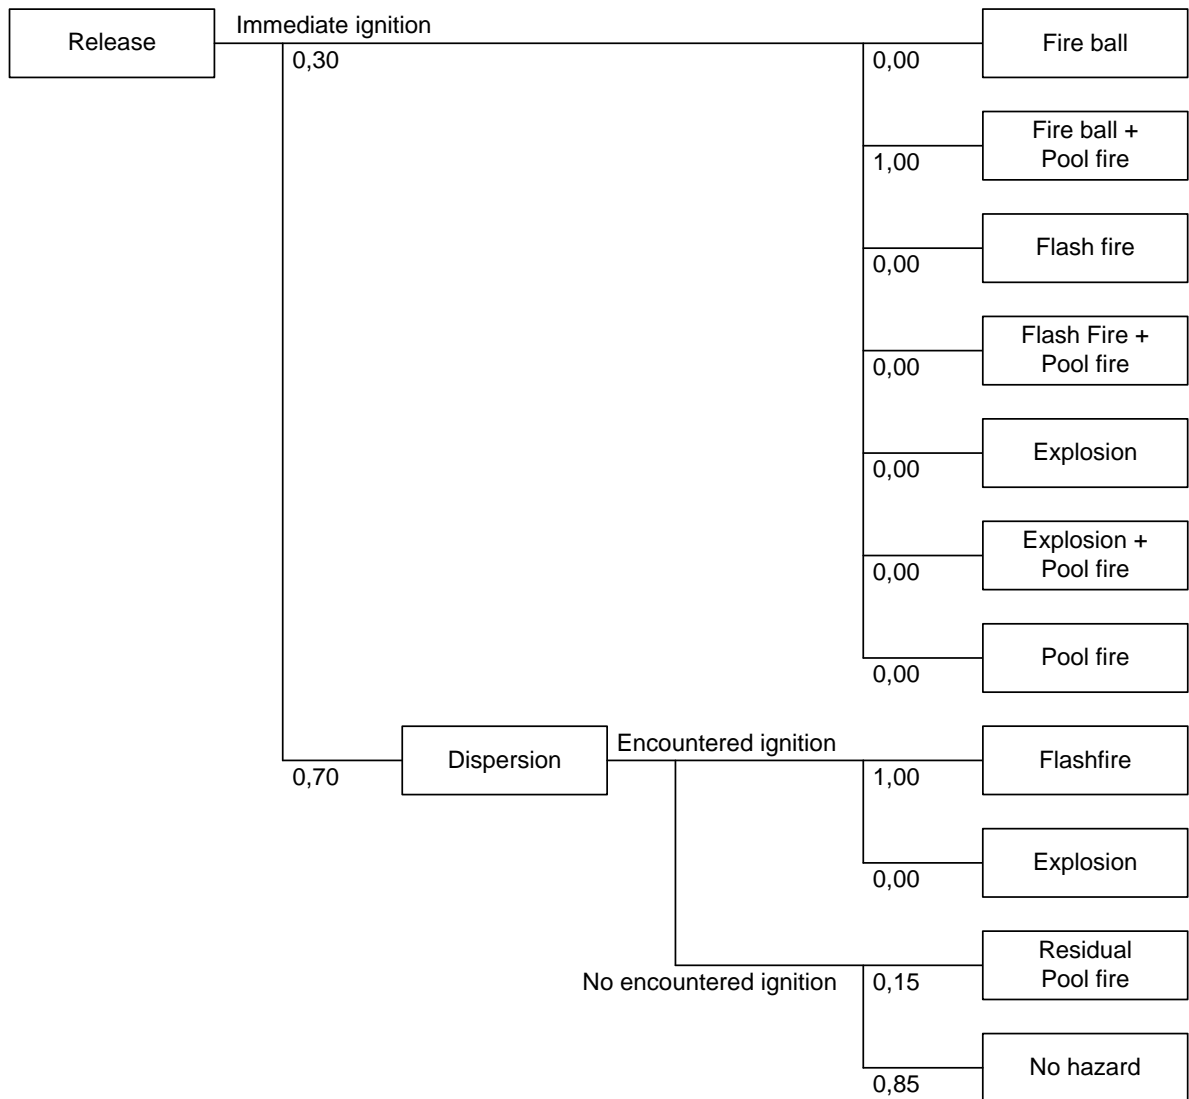 Immediate ignition
Release
Fire ball
0,30
0,00
Fire ball +
Pool fire
1,00
Flash fire
0,00
Flash Fire +
Pool fire
0,00
Explosion
0,00
Explosion +
Pool fire
0,00
Pool fire
0,00
Encountered ignition
Dispersion
Flashfire
0,70
1,00
Explosion
0,00
Residual
Pool fire
No encountered ignition
0,15
No hazard
0,85